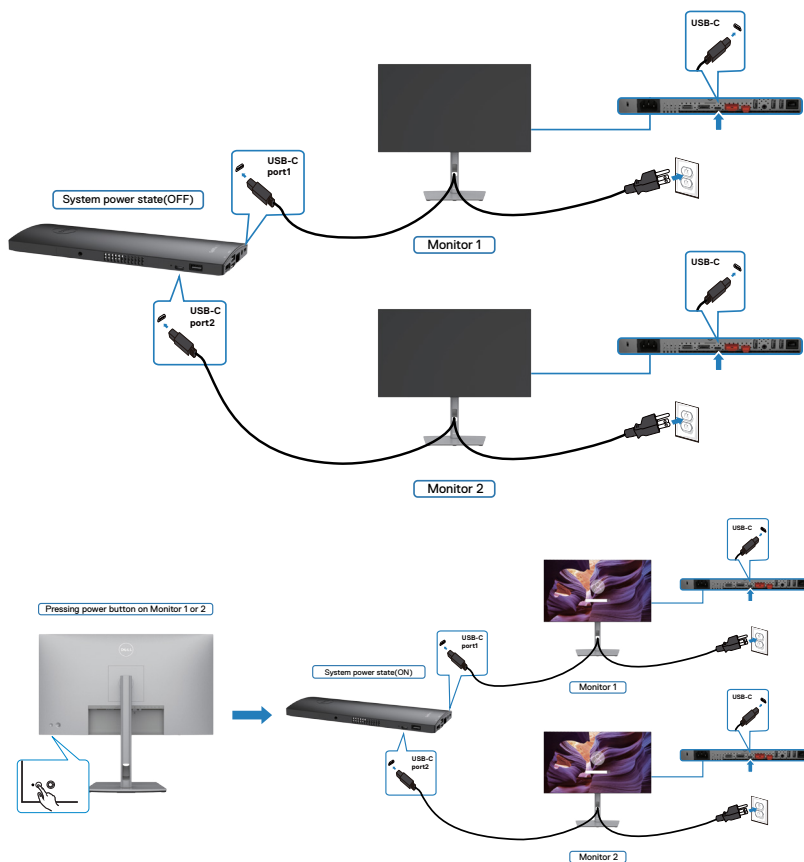 USB-C
USB-C
port1
System power state(OFF)
Monitor 1
USB-C
USB-C
port2
Monitor 2
USB-C
Pressing power button on Monitor 1 or 2
DELL
USB-C
port1
System power state(ON)
Monitor 1
USB-C
USB-C
port2
Monitor 2